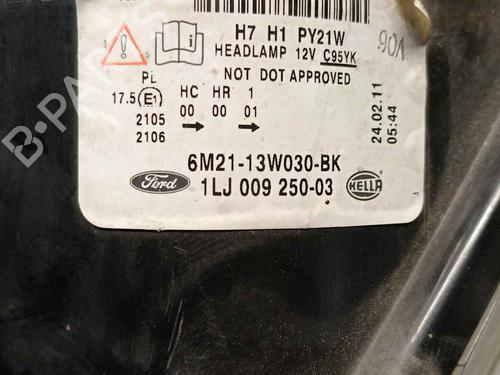 H7 H1 PY21W
HEADLAMP 12V C95YK
NOT DOT APPROVED
PL HC HR 1
17.5 E1 00 00 01
2105
2106
6M21-13W030-BK
Ford 1LJ 009 250-03 HELLA
24.02.11
05:44
B-PARTS